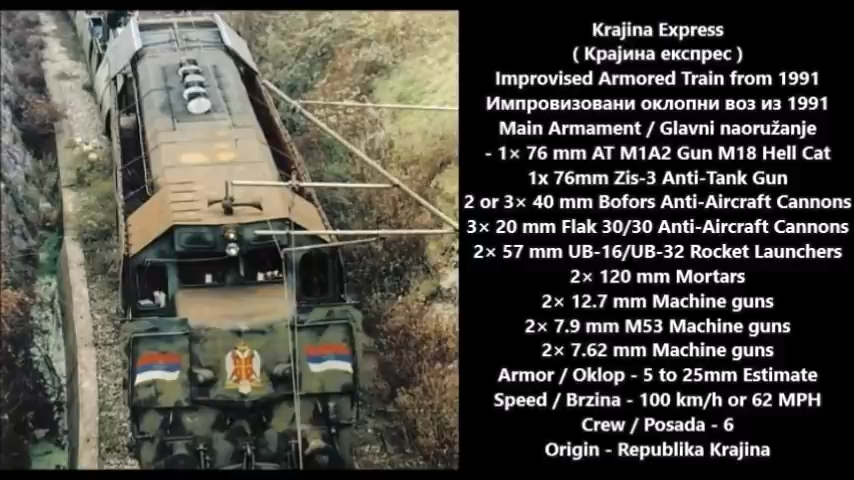 Krajina Express
( Крајина експрес )
Improvised Armored Train from 1991
Импровизовани оклопни воз из 1991
Main Armament / Glavni naoružanje
- 1× 76 mm AT M1A2 Gun M18 Hell Cat
1x 76mm Zis-3 Anti-Tank Gun
2 or 3× 40 mm Bofors Anti-Aircraft Cannons
3× 20 mm Flak 30/30 Anti-Aircraft Cannons
2× 57 mm UB-16/UB-32 Rocket Launchers
2× 120 mm Mortars
2× 12.7 mm Machine guns
2× 7.9 mm M53 Machine guns
2× 7.62 mm Machine guns
Armor / Oklop - 5 to 25mm Estimate
Speed / Brzina - 100 km/h or 62 MPH
Crew / Posada - 6
Origin - Republika Krajina